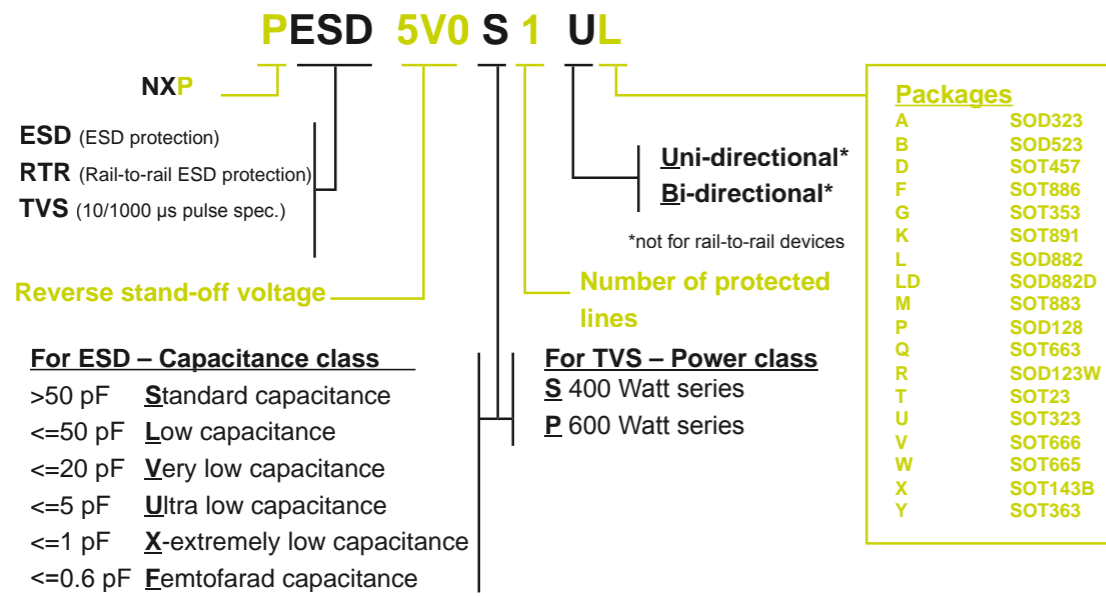 PESD 5V0 S 1 UL
NXP
ESD (ESD protection)
RTR (Rail-to-rail ESD protection)
TVS (10/1000 µs pulse spec.)
Uni-directional*
Bi-directional*
*not for rail-to-rail devices
Reverse stand-off voltage
Number of protected
lines
For ESD – Capacitance class
>50 pF Standard capacitance
<=50 pF Low capacitance
<=20 pF Very low capacitance
<=5 pF Ultra low capacitance
<=1 pF X-extremely low capacitance
<=0.6 pF Femtofarad capacitance
For TVS – Power class
S 400 Watt series
P 600 Watt series
Packages
A SOD323
B SOD523
D SOT457
F SOT886
G SOT353
K SOT891
L SOD882
LD SOD882D
M SOT883
P SOD128
Q SOT663
R SOD123W
T SOT23
U SOT323
V SOT666
W SOT665
X SOT143B
Y SOT363